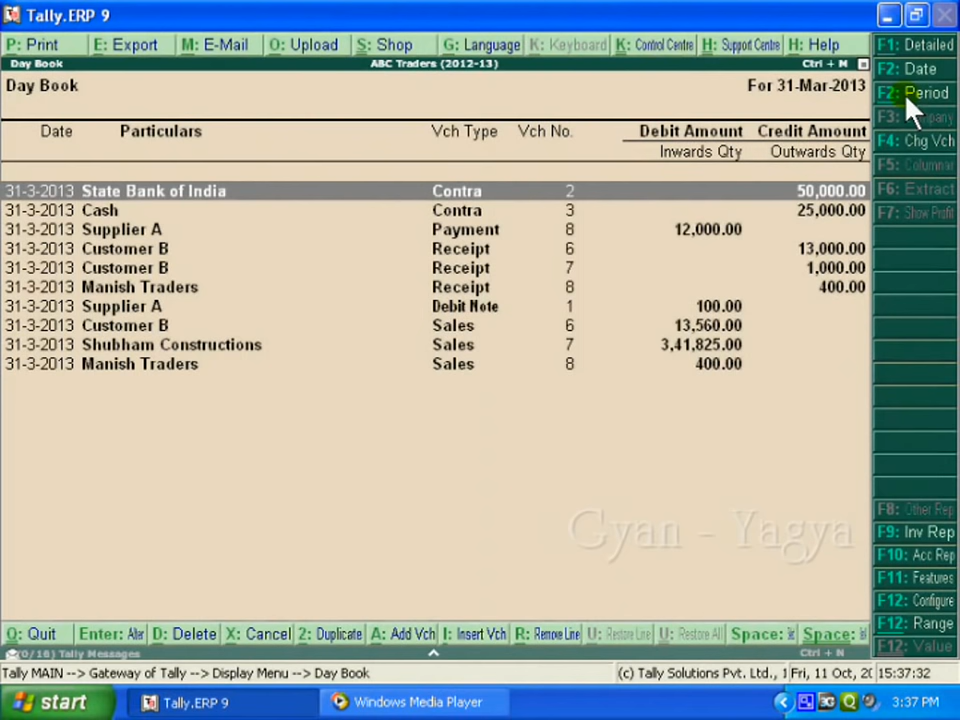 Tally.ERP 9
P: Print E: Export M: E-Mail O: Upload S: Shop G: Language K: Keyboard K: Control Centre H: Support Centre H: Help F1: Detailed
Day Book ABC Traders (2012-13) Ctrl + M
F2: Date
Day Book For 31-Mar-2013
F2: Period
F3:
Date Particulars Vch Type Vch No. Debit Amount Credit Amount
F4: Chg Vch
Inwards Qty Outwards Qty
F5: Columnar
31-3-2013 State Bank of India Contra 2 50,000.00
F6: Extract
31-3-2013 Cash Contra 3 25,000.00
F7: Show Profit
31-3-2013 Supplier A Payment 8 12,000.00
31-3-2013 Customer B Receipt 6 13,000.00
31-3-2013 Customer B Receipt 7 1,000.00
31-3-2013 Manish Traders Receipt 8 400.00
31-3-2013 Supplier A Debit Note 1 100.00
31-3-2013 Customer B Sales 6 13,560.00
31-3-2013 Shubham Constructions Sales 7 3,41,825.00
31-3-2013 Manish Traders Sales 8 400.00
F8: Other Rep
Gyan - Yagya
F9: Inv Rep
F10: Acc Rep
F11: Features
F12: Configure
F12: Range
Q: Quit Enter: Alter D: Delete X: Cancel 2: Duplicate A: Add Vch I: Insert Vch R: Remove Line U: Restore Line U: Restore All Space: Space:
F12: Value
(0/16) Tally Messages Ctrl + N
Tally MAIN --> Gateway of Tally --> Display Menu --> Day Book (c) Tally Solutions Pvt. Ltd., Fri, 11 Oct, 15:37:32
start Tally.ERP 9 Windows Media Player 3:37 PM